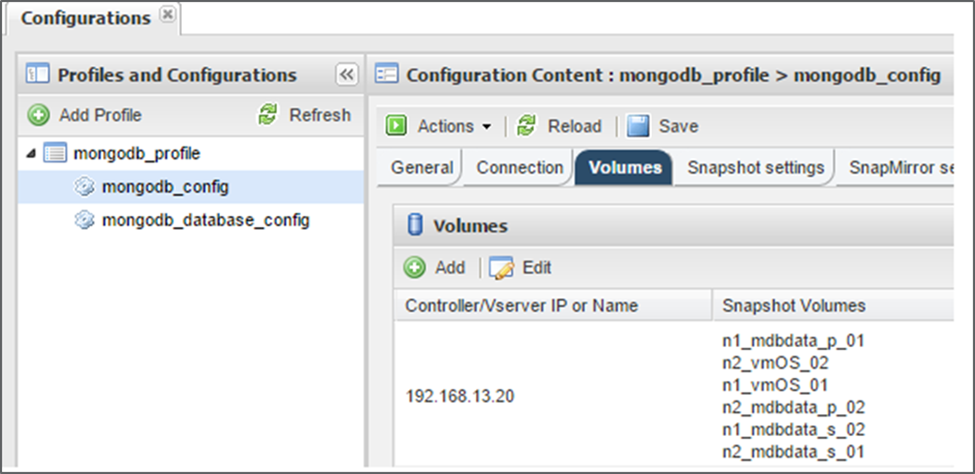 Configurations
Profiles and Configurations
Add Profile
Refresh
mongodb_profile
mongodb_config
mongodb_database_config
Configuration Content : mongodb_profile > mongodb_config
Actions
Reload
Save
General
Connection
Volumes
Snapshot settings
SnapMirror se
Volumes
Add
Edit
Controller/Vserver IP or Name
Snapshot Volumes
192.168.13.20
n1_mdbdata_p_01
n2_vmOS_02
n1_vmOS_01
n2_mdbdata_p_02
n1_mdbdata_s_02
n2_mdbdata_s_01